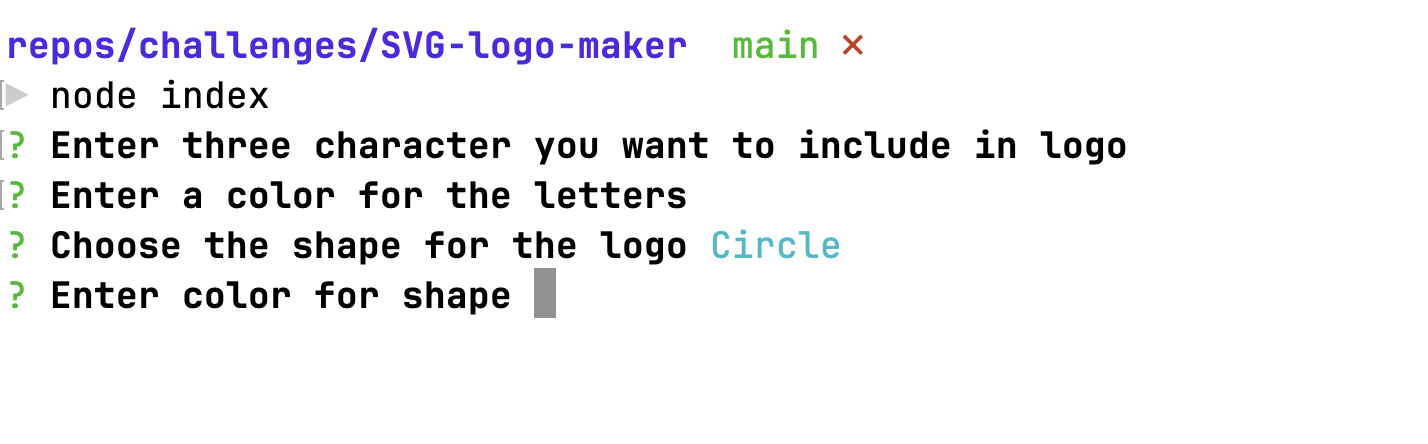 repos/challenges/SVG-logo-maker main ×
▶ node index
? Enter three character you want to include in logo
? Enter a color for the letters
? Choose the shape for the logo Circle
? Enter color for shape